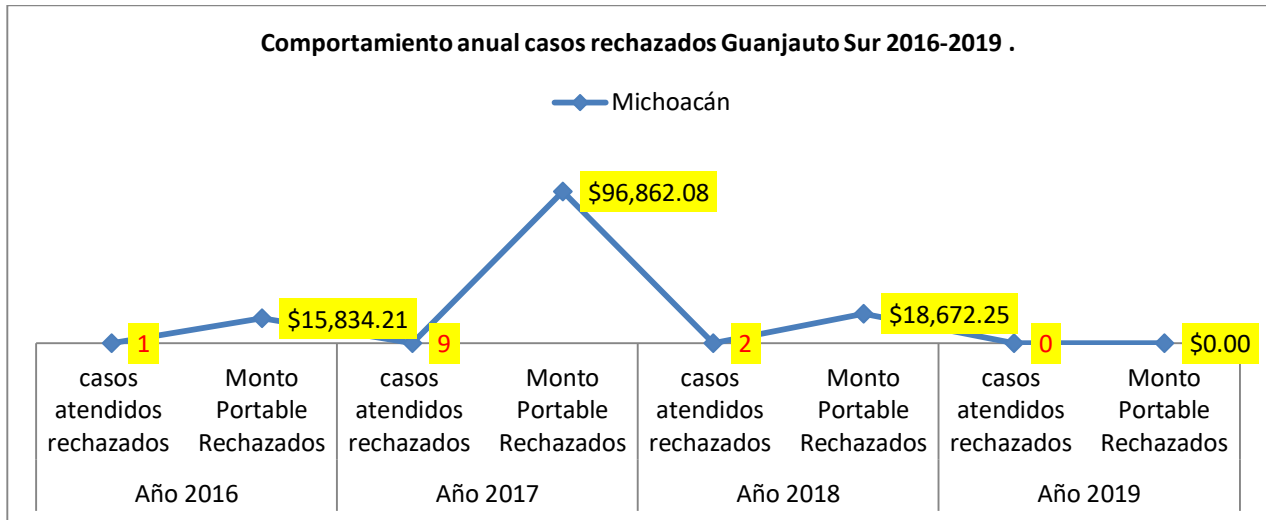 Comportamiento anual casos rechazados Guanjauto Sur 2016-2019 .
Michoacán
$96,862.08
$15,834.21
$18,672.25
1
9
2
0
$0.00
casos Monto casos Monto casos Monto casos Monto
atendidos Portable atendidos Portable atendidos Portable atendidos Portable
rechazados Rechazados rechazados Rechazados rechazados Rechazados rechazados Rechazados
Año 2016 Año 2017 Año 2018 Año 2019